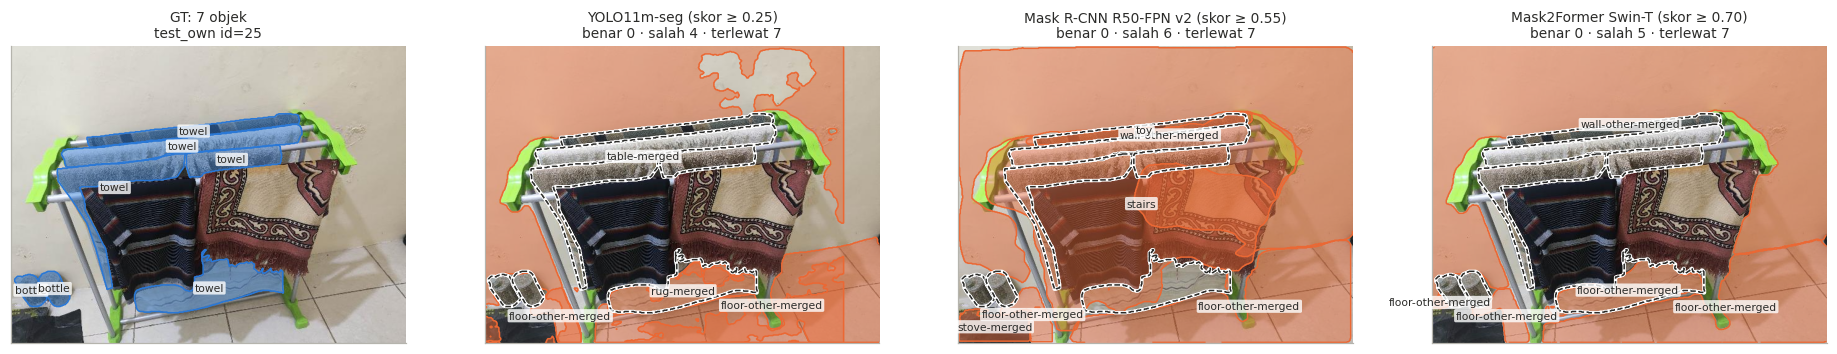 GT: 7 objek
test_own id=25
towel
towel
towel
towel
bott
bottle
towel
YOLO11m-seg (skor ≥ 0.25)
benar 0 · salah 4 · terlewat 7
table-merged
rug-merged
floor-other-merged
floor-other-merged
Mask R-CNN R50-FPN v2 (skor ≥ 0.55)
benar 0 · salah 6 · terlewat 7
toy
wall-other-merged
stairs
floor-other-merged
floor-other-merged
stove-merged
Mask2Former Swin-T (skor ≥ 0.70)
benar 0 · salah 5 · terlewat 7
wall-other-merged
floor-other-merged
floor-other-merged
floor-other-merged
floor-other-merged